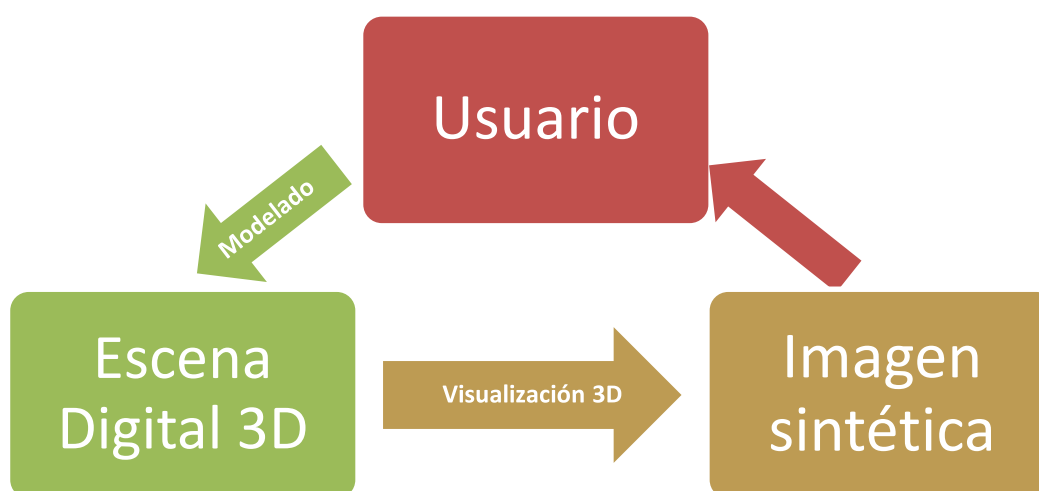 Usuario
Modelado
Escena
Digital 3D
Visualización 3D
Imagen
sintética